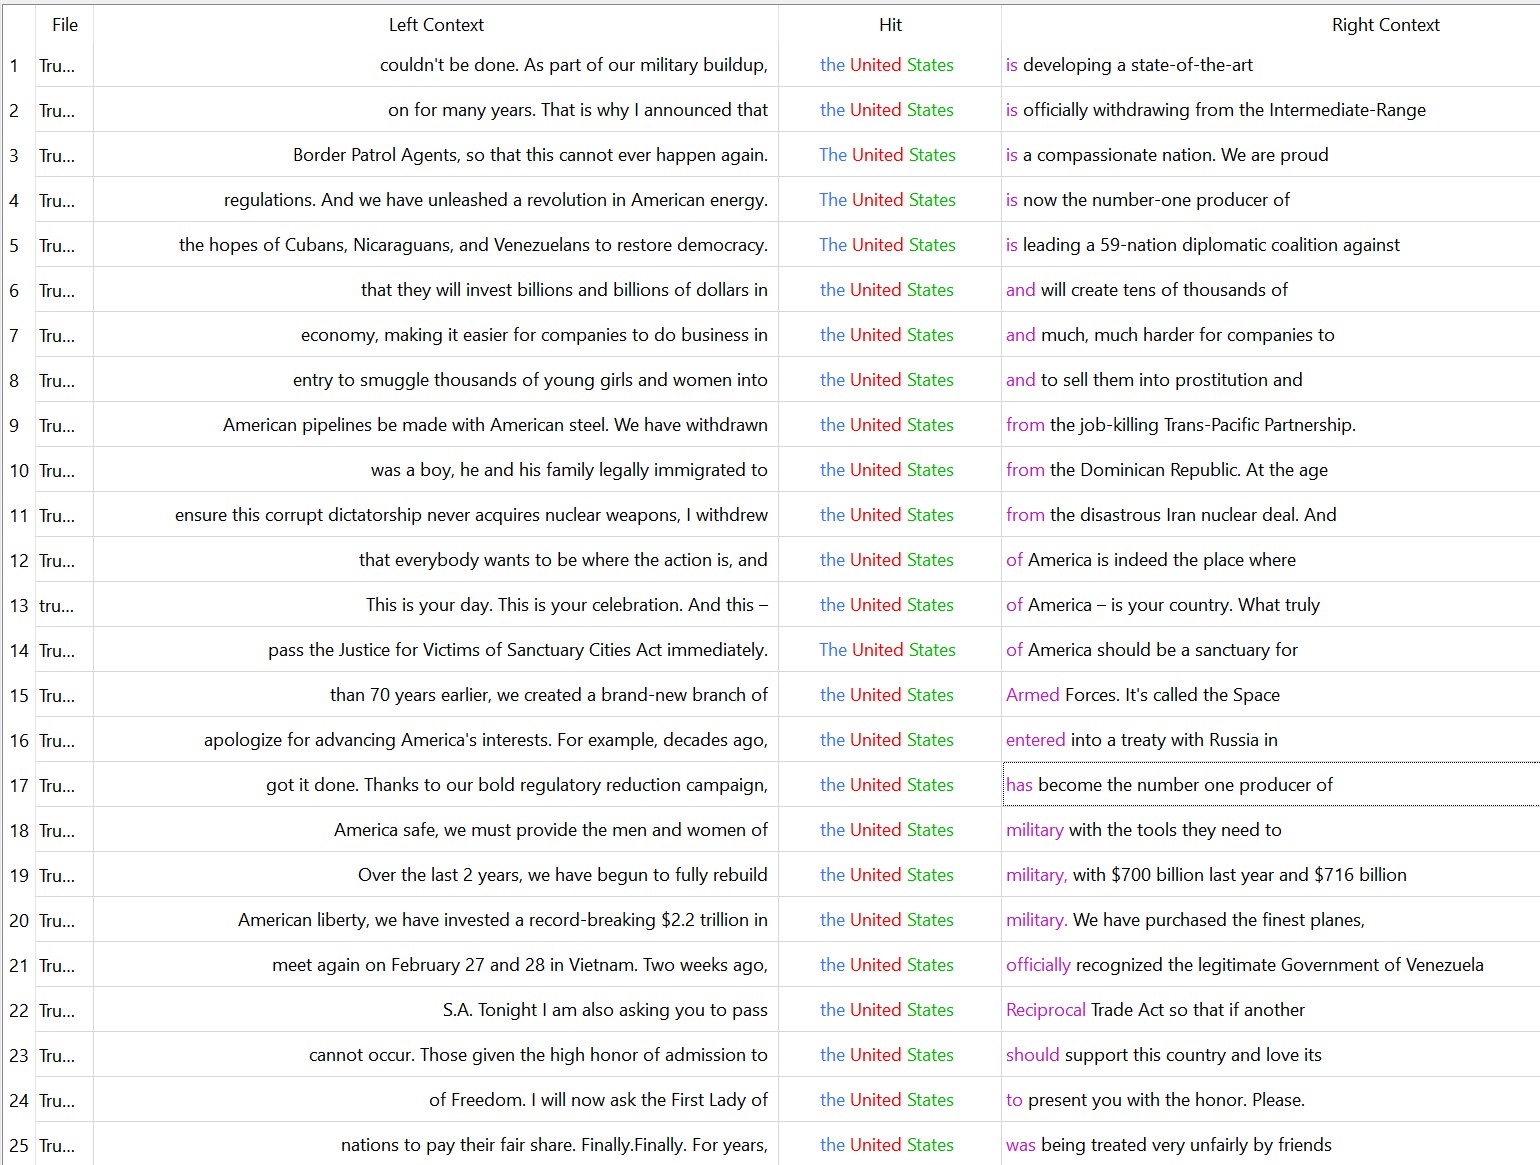 File Left Context Hit Right Context
1 Tru... couldn't be done. As part of our military buildup, the United States is developing a state-of-the-art
2 Tru... on for many years. That is why I announced that the United States is officially withdrawing from the Intermediate-Range
3 Tru... Border Patrol Agents, so that this cannot ever happen again. The United States is a compassionate nation. We are proud
4 Tru... regulations. And we have unleashed a revolution in American energy. The United States is now the number-one producer of
5 Tru... the hopes of Cubans, Nicaraguans, and Venezuelans to restore democracy. The United States is leading a 59-nation diplomatic coalition against
6 Tru... that they will invest billions and billions of dollars in the United States and will create tens of thousands of
7 Tru... economy, making it easier for companies to do business in the United States and much, much harder for companies to
8 Tru... entry to smuggle thousands of young girls and women into the United States and to sell them into prostitution and
9 Tru... American pipelines be made with American steel. We have withdrawn the United States from the job-killing Trans-Pacific Partnership.
10 Tru... was a boy, he and his family legally immigrated to the United States from the Dominican Republic. At the age
11 Tru... ensure this corrupt dictatorship never acquires nuclear weapons, I withdrew the United States from the disastrous Iran nuclear deal. And
12 Tru... that everybody wants to be where the action is, and the United States of America is indeed the place where
13 tru... This is your day. This is your celebration. And this – the United States of America – is your country. What truly
14 Tru... pass the Justice for Victims of Sanctuary Cities Act immediately. The United States of America should be a sanctuary for
15 Tru... than 70 years earlier, we created a brand-new branch of the United States Armed Forces. It's called the Space
16 Tru... apologize for advancing America's interests. For example, decades ago, the United States entered into a treaty with Russia in
17 Tru... got it done. Thanks to our bold regulatory reduction campaign, the United States has become the number one producer of
18 Tru... America safe, we must provide the men and women of the United States military with the tools they need to
19 Tru... Over the last 2 years, we have begun to fully rebuild the United States military, with $700 billion last year and $716 billion
20 Tru... American liberty, we have invested a record-breaking $2.2 trillion in the United States military. We have purchased the finest planes,
21 Tru... meet again on February 27 and 28 in Vietnam. Two weeks ago, the United States officially recognized the legitimate Government of Venezuela
22 Tru... S.A. Tonight I am also asking you to pass the United States Reciprocal Trade Act so that if another
23 Tru... cannot occur. Those given the high honor of admission to the United States should support this country and love its
24 Tru... of Freedom. I will now ask the First Lady of the United States to present you with the honor. Please.
25 Tru... nations to pay their fair share. Finally.Finally. For years, the United States was being treated very unfairly by friends